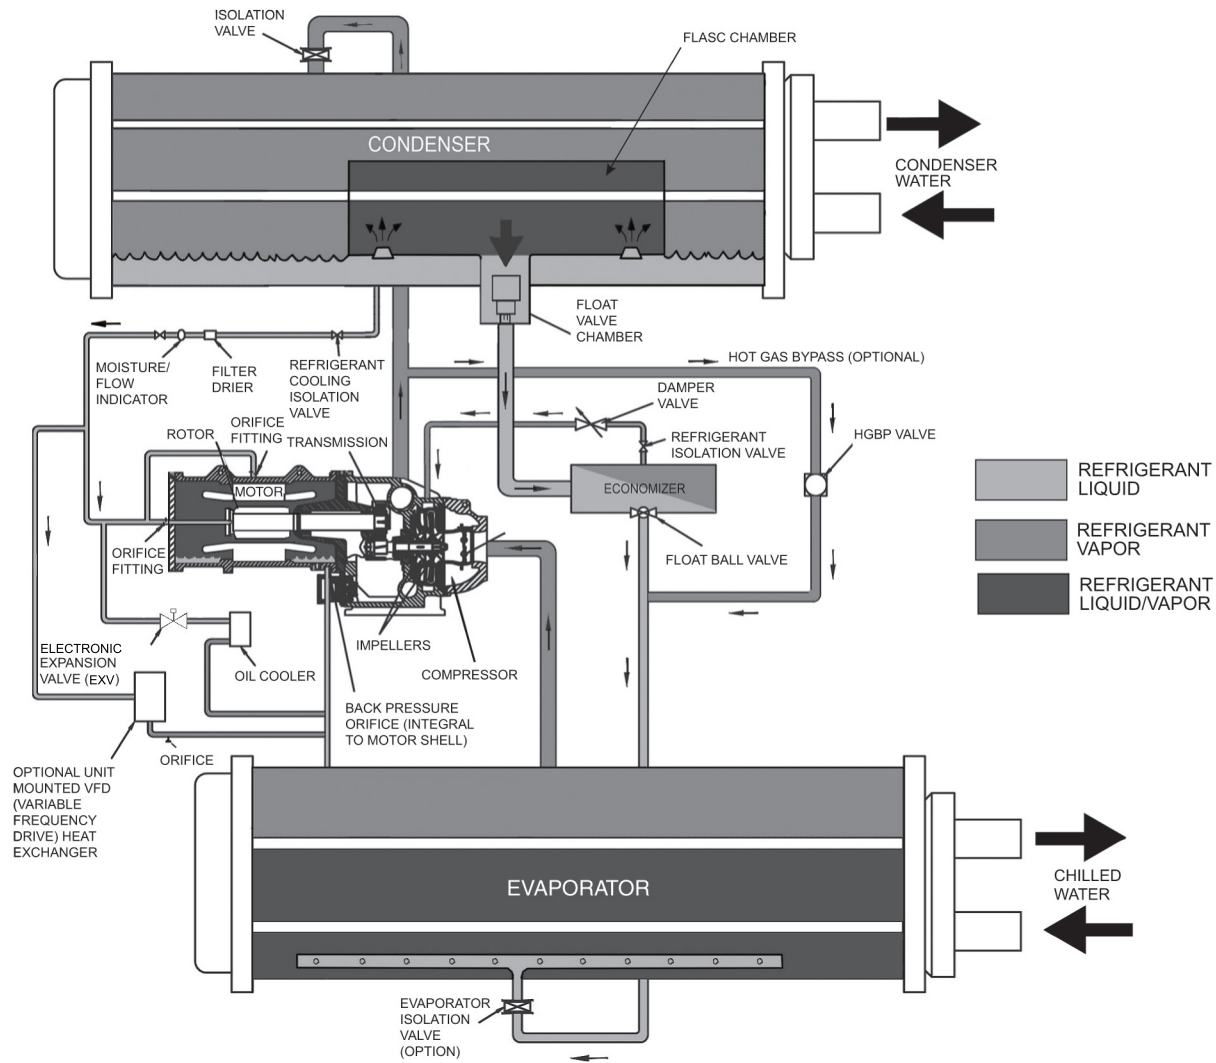 ISOLATION
VALVE
FLASC CHAMBER
CONDENSER
CONDENSER
WATER
FLOAT
VALVE
CHAMBER
MOISTURE/
FLOW
INDICATOR
FILTER
DRIER
REFRIGERANT
COOLING
ISOLATION
VALVE
HOT GAS BYPASS (OPTIONAL)
DAMPER
VALVE
ROTOR
ORIFICE
FITTING
TRANSMISSION
REFRIGERANT
ISOLATION VALVE
HGBP VALVE
MOTOR
ECONOMIZER
REFRIGERANT
LIQUID
REFRIGERANT
VAPOR
REFRIGERANT
LIQUID/VAPOR
ORIFICE
FITTING
FLOAT BALL VALVE
ELECTRONIC
EXPANSION
VALVE (EXV)
OIL COOLER
IMPELLERS
COMPRESSOR
BACK PRESSURE
ORIFICE (INTEGRAL
TO MOTOR SHELL)
ORIFICE
OPTIONAL UNIT
MOUNTED VFD
(VARIABLE
FREQUENCY
DRIVE) HEAT
EXCHANGER
EVAPORATOR
CHILLED
WATER
EVAPORATOR
ISOLATION
VALVE
(OPTION)